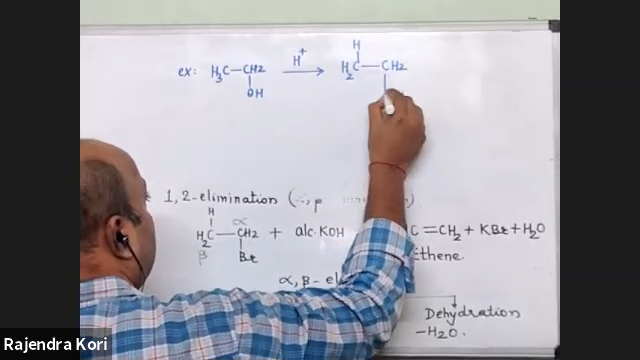 H
ex: H3C—CH2 H+ H2C—CH2
OH
* 1,2-elimination (
H
α
H2C—CH2 + alc.KOH C=CH2 + KBr + H2O
β Br Ethene.
α,β-el
Dehydration
—H2O.
Rajendra Kori